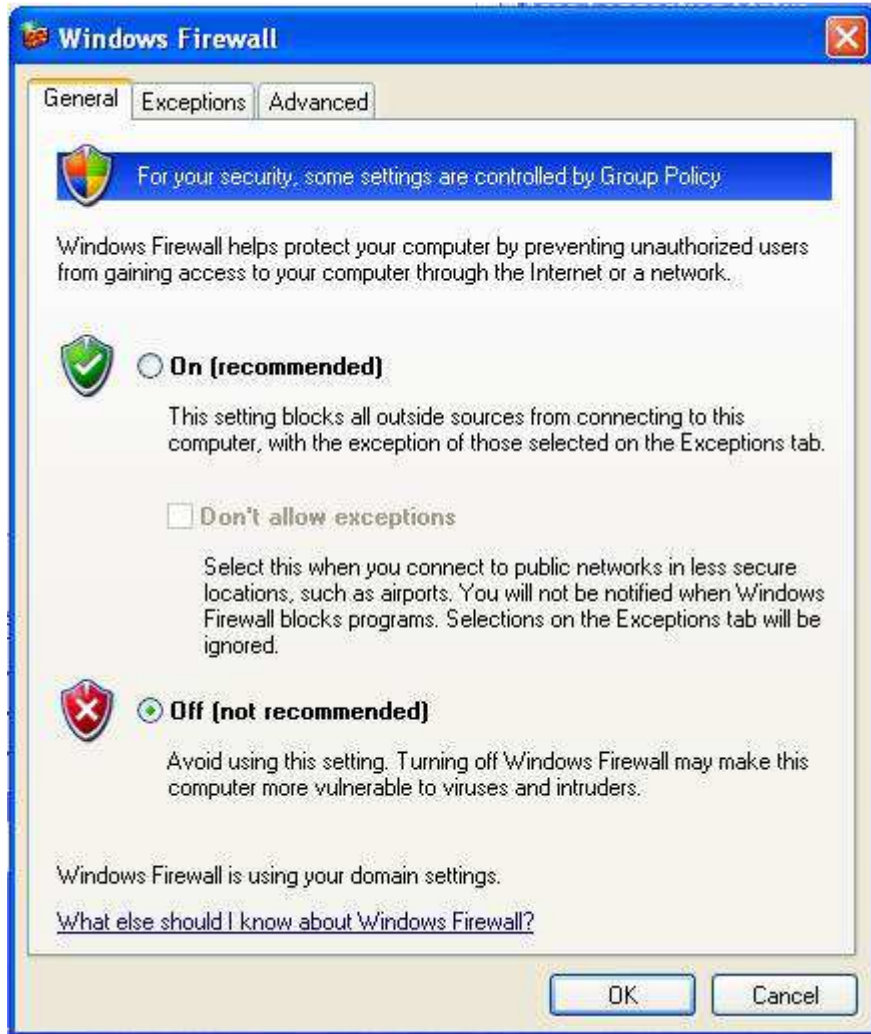 Windows Firewall
General Exceptions Advanced
For your security, some settings are controlled by Group Policy
Windows Firewall helps protect your computer by preventing unauthorized users
from gaining access to your computer through the Internet or a network.
On (recommended)
This setting blocks all outside sources from connecting to this
computer, with the exception of those selected on the Exceptions tab.
Don't allow exceptions
Select this when you connect to public networks in less secure
locations, such as airports. You will not be notified when Windows
Firewall blocks programs. Selections on the Exceptions tab will be
ignored.
Off (not recommended)
Avoid using this setting. Turning off Windows Firewall may make this
computer more vulnerable to viruses and intruders.
Windows Firewall is using your domain settings.
What else should I know about Windows Firewall?
OK Cancel